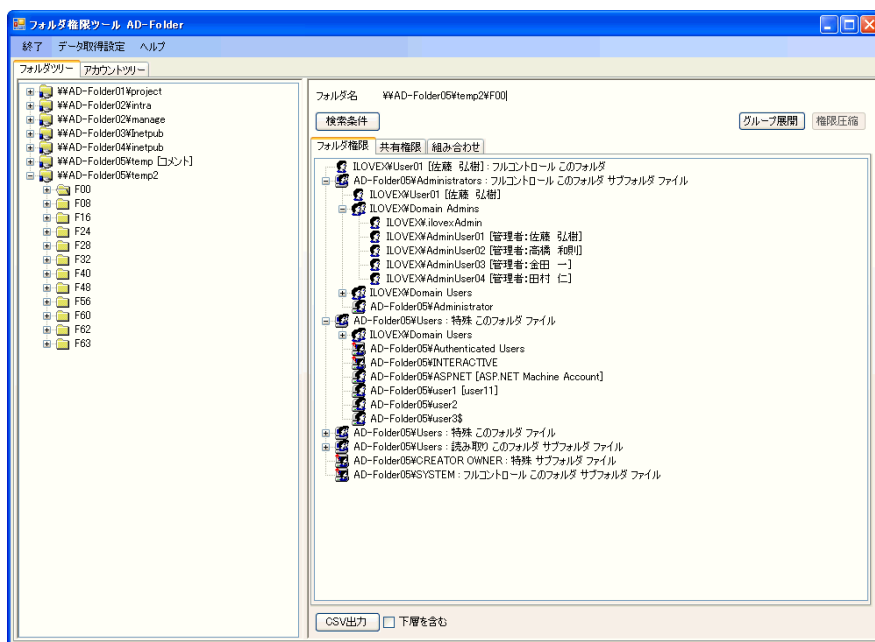 フォルダ権限ツール AD-Folder
終了 データ取得設定 ヘルプ
フォルダツリー アカウントツリー
¥¥AD-Folder01¥project
¥¥AD-Folder02¥intra
¥¥AD-Folder02¥manage
¥¥AD-Folder03¥Inetpub
¥¥AD-Folder04¥inetpub
¥¥AD-Folder05¥temp [コメント]
¥¥AD-Folder05¥temp2
F00
F08
F16
F24
F28
F32
F40
F48
F56
F60
F62
F63
フォルダ名 ¥¥AD-Folder05¥temp2¥F00
検索条件 グループ展開 権限圧縮
フォルダ権限 共有権限 組み合わせ
ILOVEX¥User01 [佐藤 弘樹] : フルコントロール このフォルダ
AD-Folder05¥Administrators : フルコントロール このフォルダ サブフォルダ ファイル
ILOVEX¥User01 [佐藤 弘樹]
ILOVEX¥Domain Admins
ILOVEX¥.ilovexAdmin
ILOVEX¥AdminUser01 [管理者:佐藤 弘樹]
ILOVEX¥AdminUser02 [管理者:高橋 和則]
ILOVEX¥AdminUser03 [管理者:金田 一]
ILOVEX¥AdminUser04 [管理者:田村 仁]
ILOVEX¥Domain Users
AD-Folder05¥Administrator
AD-Folder05¥Users : 特殊 このフォルダ ファイル
ILOVEX¥Domain Users
AD-Folder05¥Authenticated Users
AD-Folder05¥INTERACTIVE
AD-Folder05¥ASPNET [ASP.NET Machine Account]
AD-Folder05¥user1 [user11]
AD-Folder05¥user2
AD-Folder05¥user3$
AD-Folder05¥Users : 特殊 このフォルダ ファイル
AD-Folder05¥Users : 読み取り このフォルダ サブフォルダ ファイル
AD-Folder05¥CREATOR OWNER : 特殊 サブフォルダ ファイル
AD-Folder05¥SYSTEM : フルコントロール このフォルダ サブフォルダ ファイル
CSV出力 下層を含む